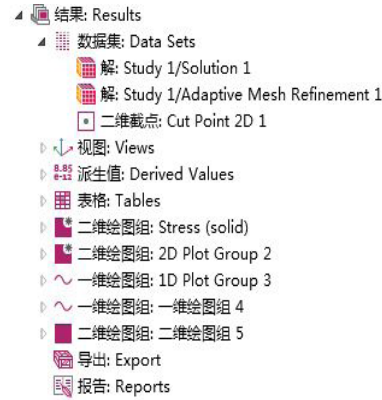 结果: Results
数据集: Data Sets
解: Study 1/Solution 1
解: Study 1/Adaptive Mesh Refinement 1
二维截点: Cut Point 2D 1
视图: Views
8.85
e-12
派生值: Derived Values
表格: Tables
二维绘图组: Stress (solid)
二维绘图组: 2D Plot Group 2
一维绘图组: 1D Plot Group 3
一维绘图组: 一维绘图组 4
二维绘图组: 二维绘图组 5
导出: Export
报告: Reports